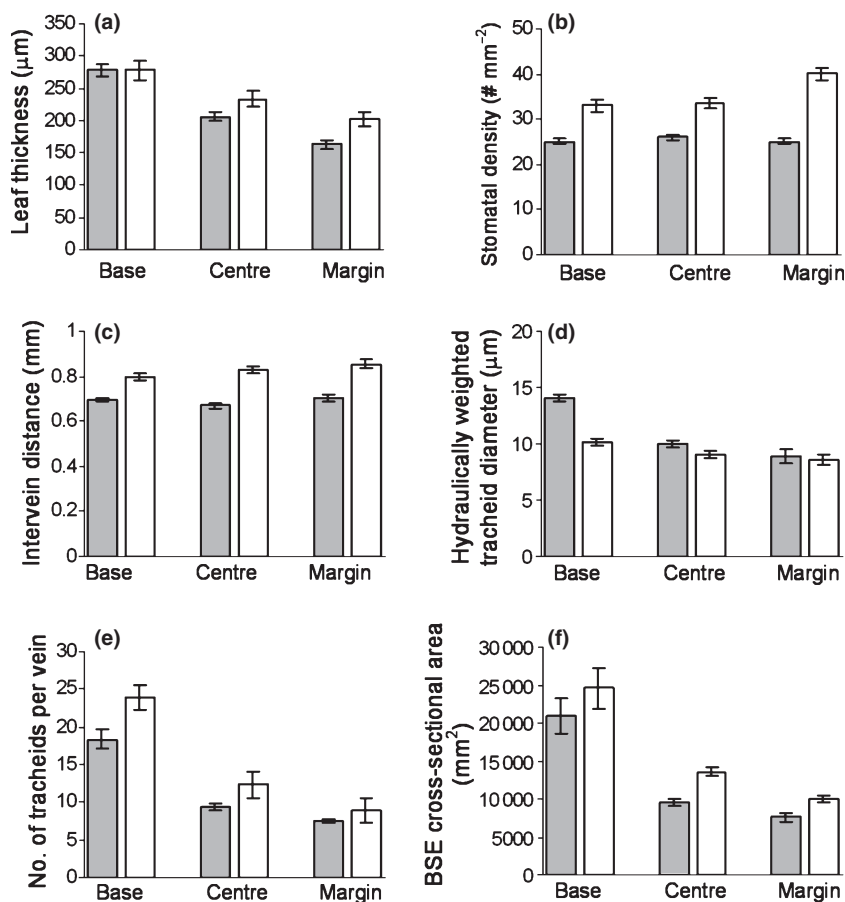 (a)
Leaf thickness (μm)
350
300
250
200
150
100
50
0
Base Centre Margin
(b)
Stomatal density (# mm⁻²)
50
40
30
20
10
0
Base Centre Margin
(c)
Intervein distance (mm)
1
0.8
0.6
0.4
0.2
0
Base Centre Margin
(d)
Hydraulically weighted
tracheid diameter (μm)
20
15
10
5
0
Base Centre Margin
(e)
No. of tracheids per vein
30
25
20
15
10
5
0
Base Centre Margin
(f)
BSE cross-sectional area
(mm²)
30 000
25 000
20 000
15 000
10 000
5000
0
Base Centre Margin